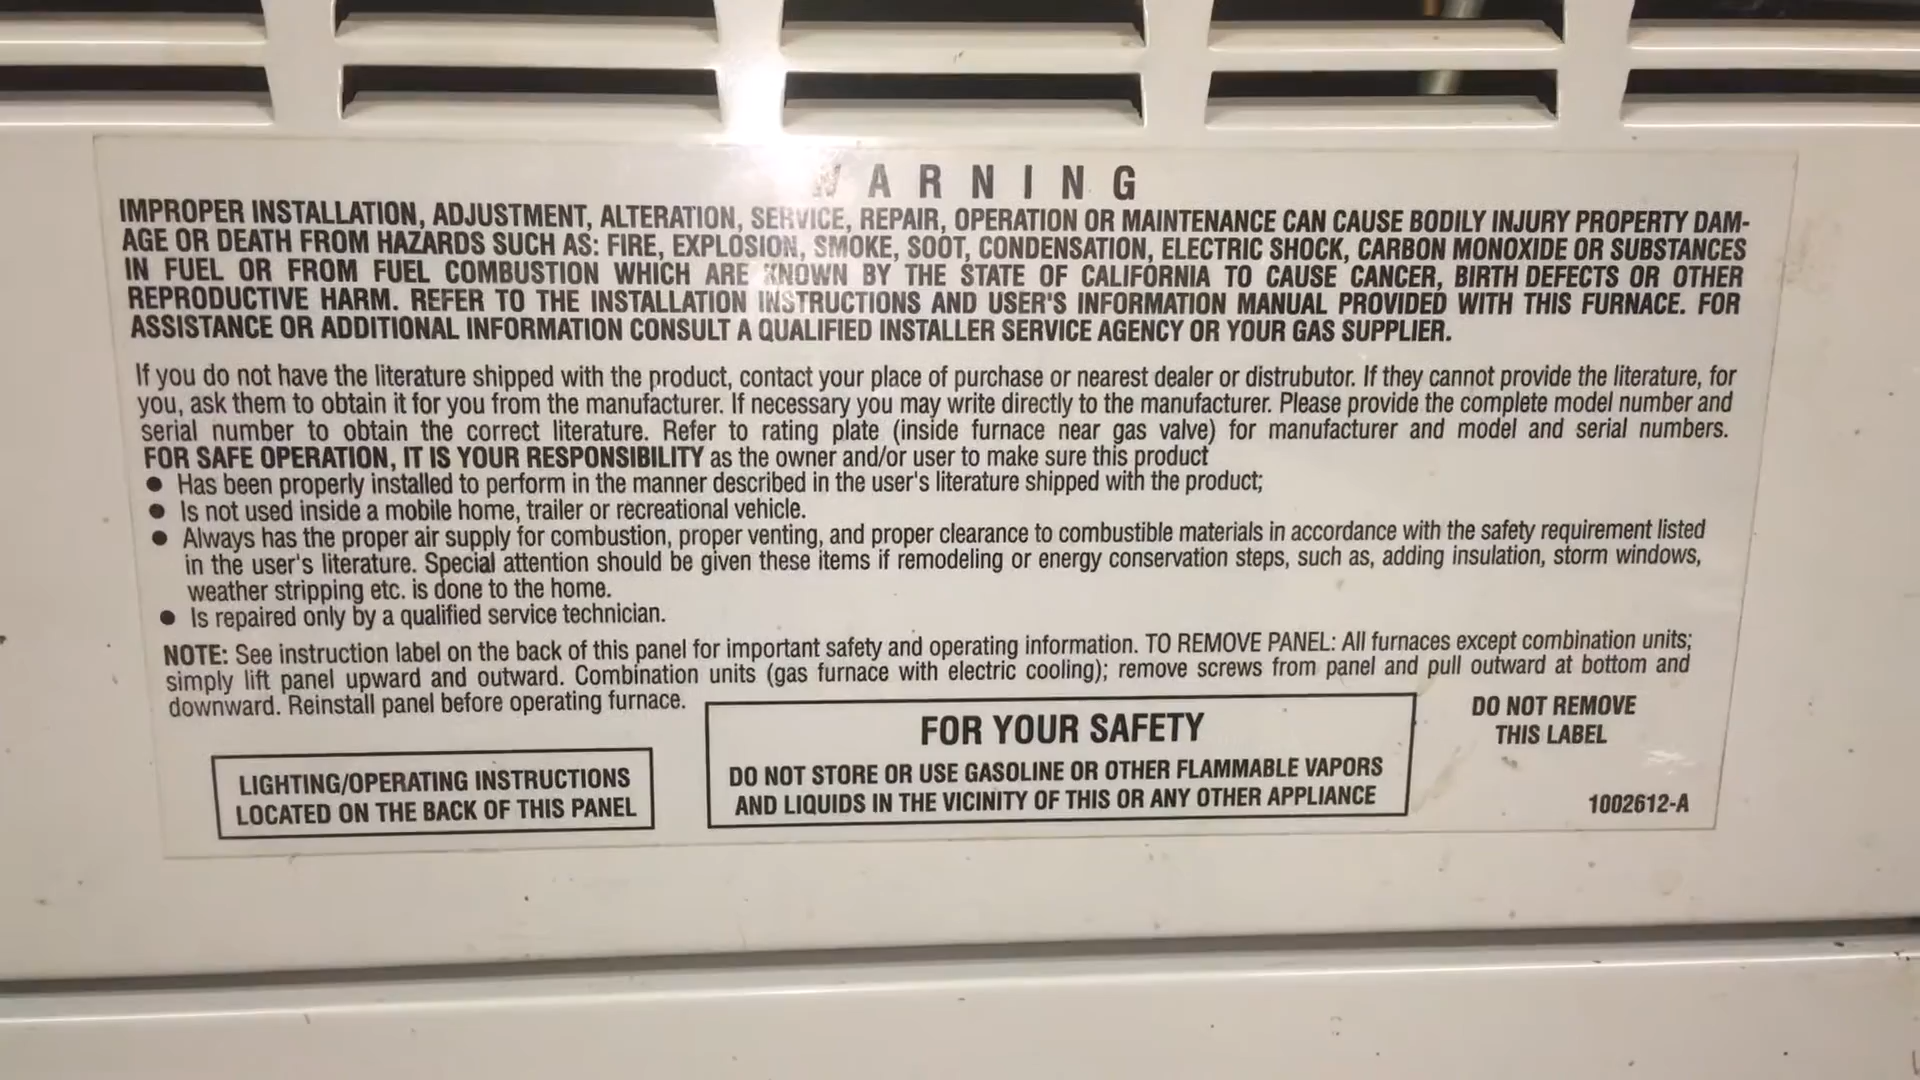 WARNING
IMPROPER INSTALLATION, ADJUSTMENT, ALTERATION, SERVICE, REPAIR, OPERATION OR MAINTENANCE CAN CAUSE BODILY INJURY PROPERTY DAM-
AGE OR DEATH FROM HAZARDS SUCH AS: FIRE, EXPLOSION, SMOKE, SOOT, CONDENSATION, ELECTRIC SHOCK, CARBON MONOXIDE OR SUBSTANCES
IN FUEL OR FROM FUEL COMBUSTION WHICH ARE KNOWN BY THE STATE OF CALIFORNIA TO CAUSE CANCER, BIRTH DEFECTS OR OTHER
REPRODUCTIVE HARM. REFER TO THE INSTALLATION INSTRUCTIONS AND USER'S INFORMATION MANUAL PROVIDED WITH THIS FURNACE. FOR
ASSISTANCE OR ADDITIONAL INFORMATION CONSULT A QUALIFIED INSTALLER SERVICE AGENCY OR YOUR GAS SUPPLIER.
If you do not have the literature shipped with the product, contact your place of purchase or nearest dealer or distrubutor. If they cannot provide the literature, for
you, ask them to obtain it for you from the manufacturer. If necessary you may write directly to the manufacturer. Please provide the complete model number and
serial number to obtain the correct literature. Refer to rating plate (inside furnace near gas valve) for manufacturer and model and serial numbers.
FOR SAFE OPERATION, IT IS YOUR RESPONSIBILITY as the owner and/or user to make sure this product
● Has been properly installed to perform in the manner described in the user's literature shipped with the product;
● Is not used inside a mobile home, trailer or recreational vehicle.
● Always has the proper air supply for combustion, proper venting, and proper clearance to combustible materials in accordance with the safety requirement listed
in the user's literature. Special attention should be given these items if remodeling or energy conservation steps, such as, adding insulation, storm windows,
weather stripping etc. is done to the home.
● Is repaired only by a qualified service technician.
NOTE: See instruction label on the back of this panel for important safety and operating information. TO REMOVE PANEL: All furnaces except combination units;
simply lift panel upward and outward. Combination units (gas furnace with electric cooling); remove screws from panel and pull outward at bottom and
downward. Reinstall panel before operating furnace.
LIGHTING/OPERATING INSTRUCTIONS
LOCATED ON THE BACK OF THIS PANEL
FOR YOUR SAFETY
DO NOT STORE OR USE GASOLINE OR OTHER FLAMMABLE VAPORS
AND LIQUIDS IN THE VICINITY OF THIS OR ANY OTHER APPLIANCE
DO NOT REMOVE
THIS LABEL
1002612-A